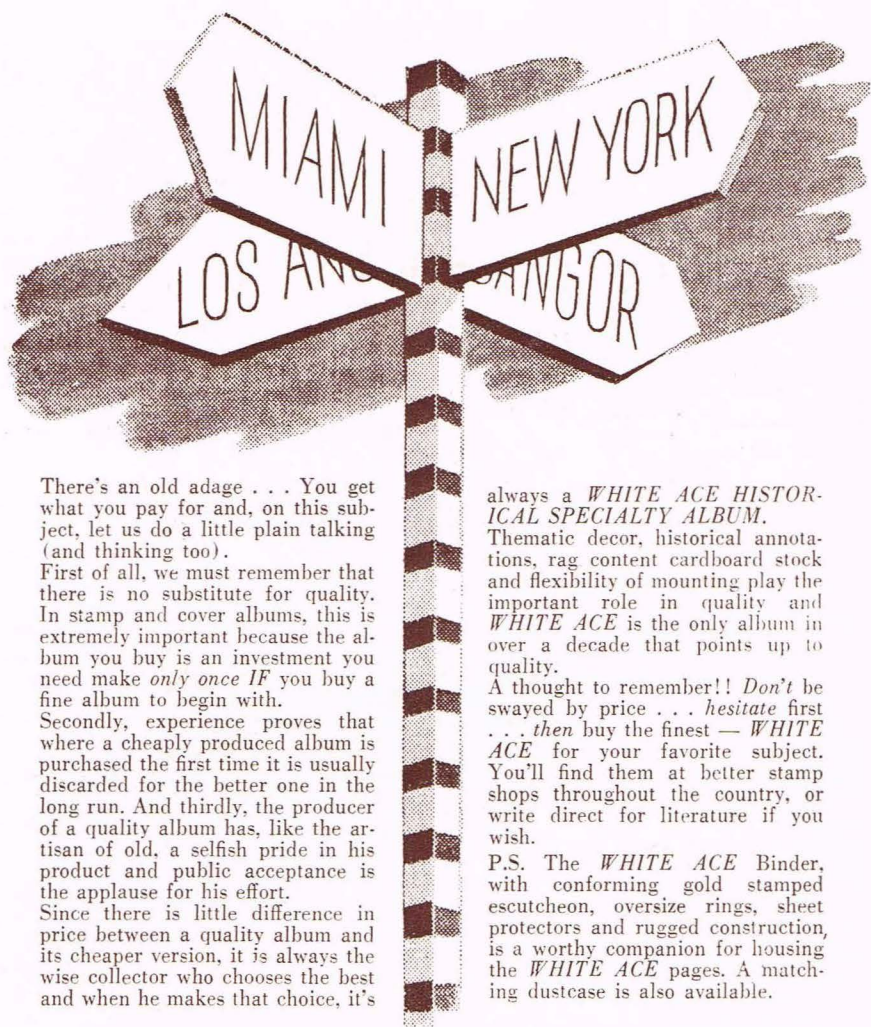 MIAMI
NEW YORK
LOS ANG
BANGOR
There's an old adage . . . You get
what you pay for and, on this sub-
ject, let us do a little plain talking
(and thinking too).
First of all, we must remember that
there is no substitute for quality.
In stamp and cover albums, this is
extremely important because the al-
bum you buy is an investment you
need make only once IF you buy a
fine album to begin with.
Secondly, experience proves that
where a cheaply produced album is
purchased the first time it is usually
discarded for the better one in the
long run. And thirdly, the producer
of a quality album has, like the ar-
tisan of old, a selfish pride in his
product and public acceptance is
the applause for his effort.
Since there is little difference in
price between a quality album and
its cheaper version, it is always the
wise collector who chooses the best
and when he makes that choice, it's
always a WHITE ACE HISTOR-
ICAL SPECIALTY ALBUM.
Thematic decor, historical annota-
tions, rag content cardboard stock
and flexibility of mounting play the
important role in quality and
WHITE ACE is the only album in
over a decade that points up to
quality.
A thought to remember!! Don't be
swayed by price . . . hesitate first
. . . then buy the finest — WHITE
ACE for your favorite subject.
You'll find them at better stamp
shops throughout the country, or
write direct for literature if you
wish.
P.S. The WHITE ACE Binder,
with conforming gold stamped
escutcheon, oversize rings, sheet
protectors and rugged construction,
is a worthy companion for housing
the WHITE ACE pages. A match-
ing dustcase is also available.